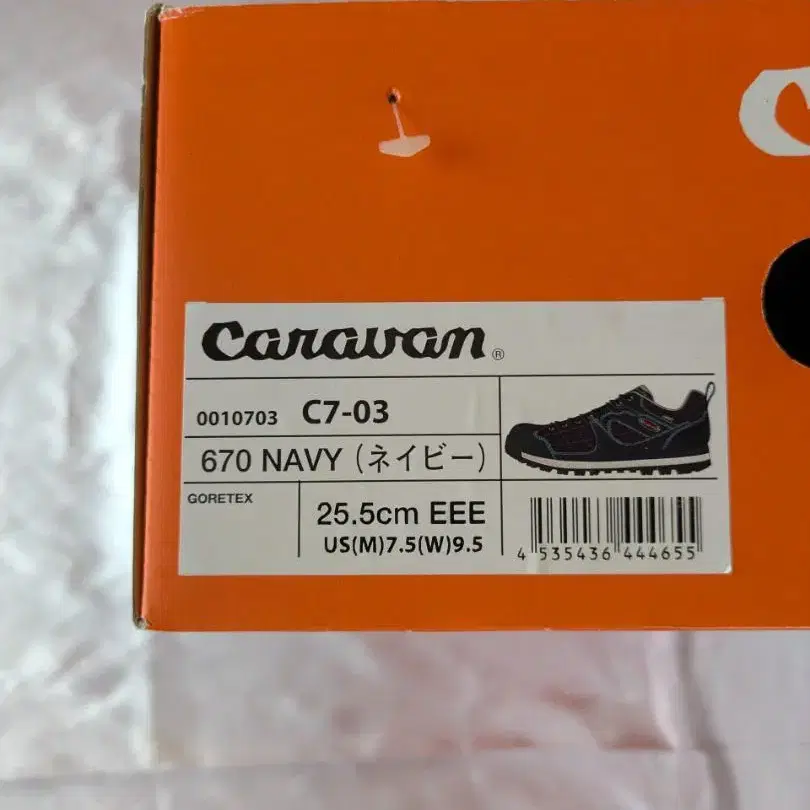 Caravan®
0010703 C7-03
670 NAVY (ネイビー)
GORETEX
25.5cm EEE
US(M)7.5(W)9.5
4 535436 444655